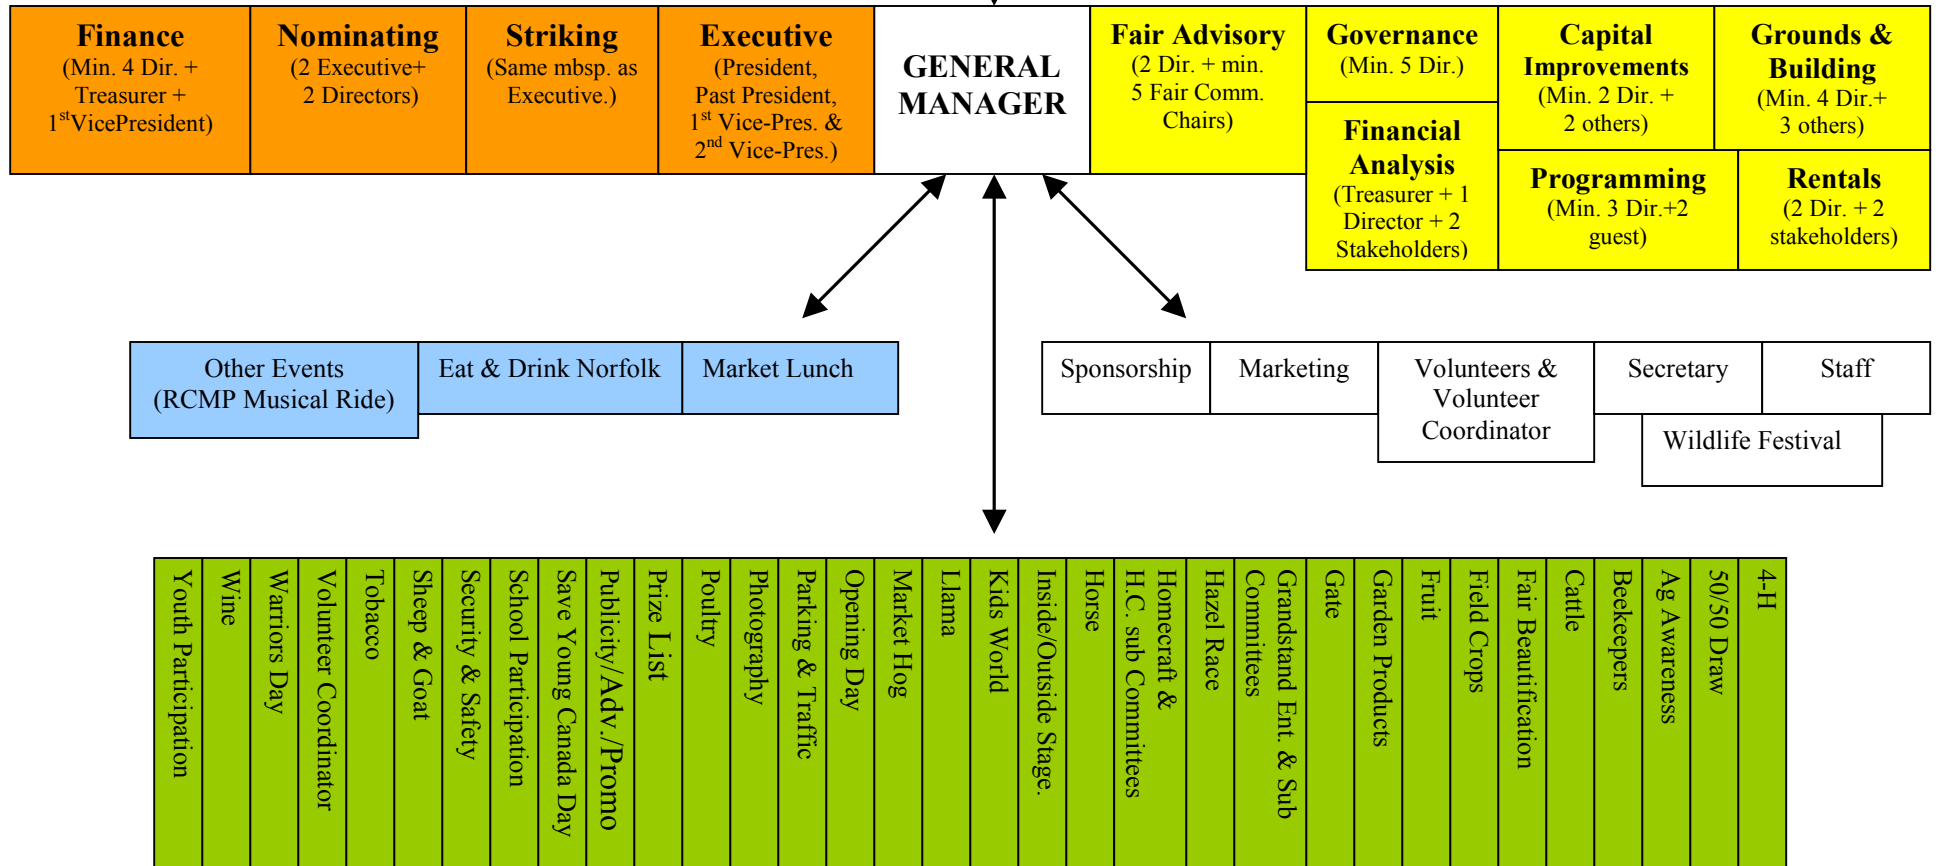 Finance
(Min. 4 Dir. +
Treasurer +
1st VicePresident)
Nominating
(2 Executive+
2 Directors)
Striking
(Same mbsp. as
Executive.)
Executive
(President,
Past President,
1st Vice-Pres. &
2nd Vice-Pres.)
GENERAL
MANAGER
Fair Advisory
(2 Dir. + min.
5 Fair Comm.
Chairs)
Governance
(Min. 5 Dir.)
Financial
Analysis
(Treasurer + 1
Director + 2
Stakeholders)
Capital
Improvements
(Min. 2 Dir. +
2 others)
Grounds &
Building
(Min. 4 Dir.+
3 others)
Programming
(Min. 3 Dir.+2
guest)
Rentals
(2 Dir. + 2
stakeholders)
Other Events
(RCMP Musical Ride)
Eat & Drink Norfolk
Market Lunch
Sponsorship
Marketing
Volunteers &
Volunteer
Coordinator
Secretary
Staff
Wildlife Festival
Youth Participation
Wine
Warriors Day
Volunteer Coordinator
Tobacco
Sheep & Goat
Security & Safety
School Participation
Save Young Canada Day
Publicity/Adv./Promo
Prize List
Poultry
Photography
Parking & Traffic
Opening Day
Market Hog
Llama
Kids World
Inside/Outside Stage.
Horse
Homecraft &
H.C. sub Committees
Hazel Race
Grandstand Ent. & Sub
Committees
Gate
Garden Products
Fruit
Field Crops
Fair Beautification
Cattle
Beekeepers
Ag Awareness
50/50 Draw
4-H